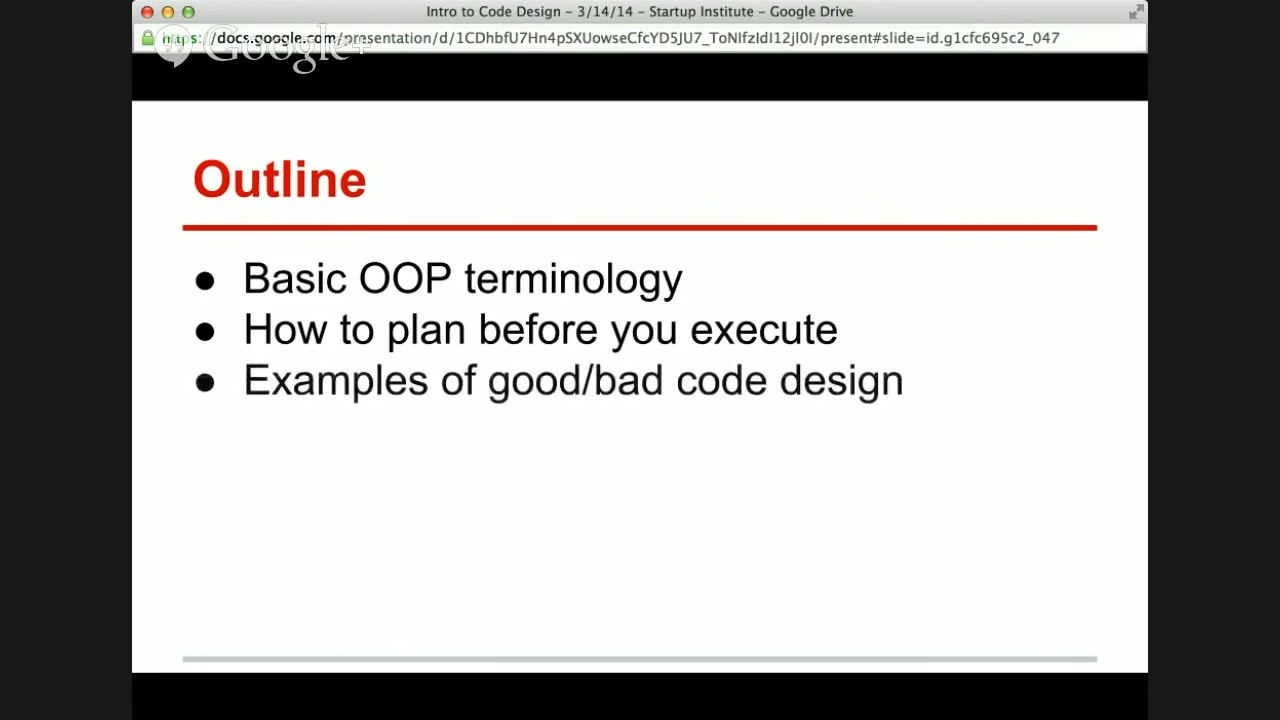 Intro to Code Design – 3/14/14 – Startup Institute – Google Drive
https://docs.google.com/presentation/d/1CDhbfU7Hn4pSXUowseCfcYD5JU7_ToNIfzIdI12jl0I/present#slide=id.g1cfc695c2_047
Google+
Outline
● Basic OOP terminology
● How to plan before you execute
● Examples of good/bad code design